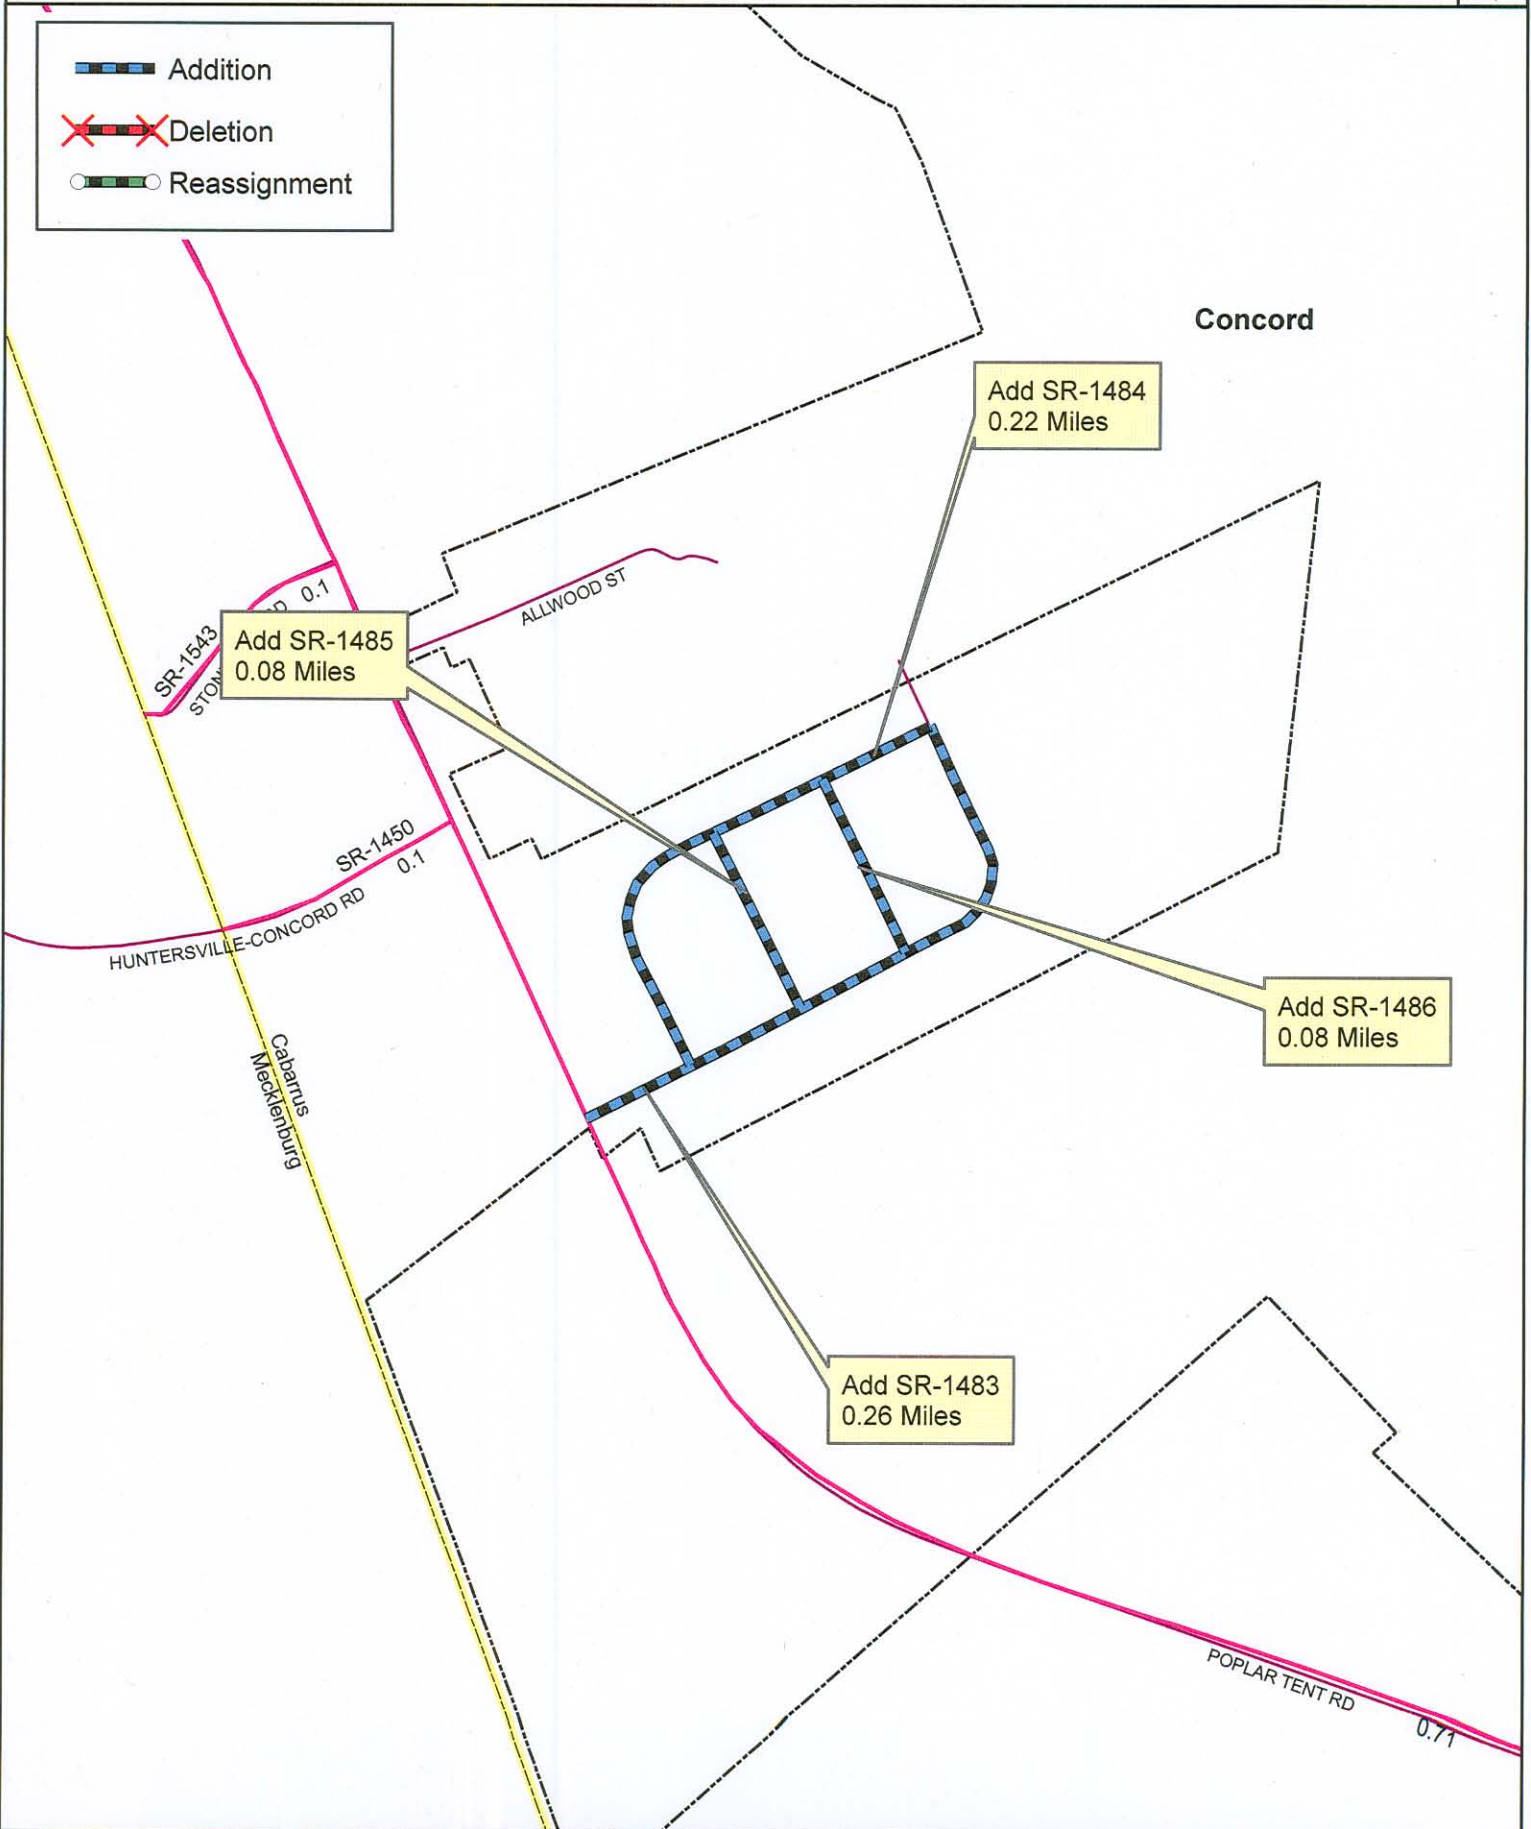 Addition
Deletion
Reassignment
Concord
Add SR-1484
0.22 Miles
ALLWOOD ST
0.1
SR-1543
Add SR-1485
0.08 Miles
SR-1450
0.1
HUNTERSVILLE-CONCORD RD
Add SR-1486
0.08 Miles
Cabarrus
Mecklenburg
Add SR-1483
0.26 Miles
POPLAR TENT RD
0.71